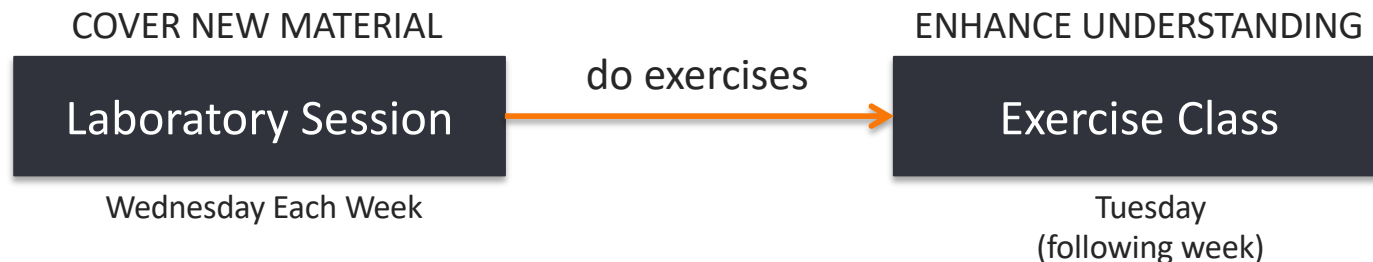 COVER NEW MATERIAL
Laboratory Session
Wednesday Each Week
do exercises
ENHANCE UNDERSTANDING
Exercise Class
Tuesday
(following week)